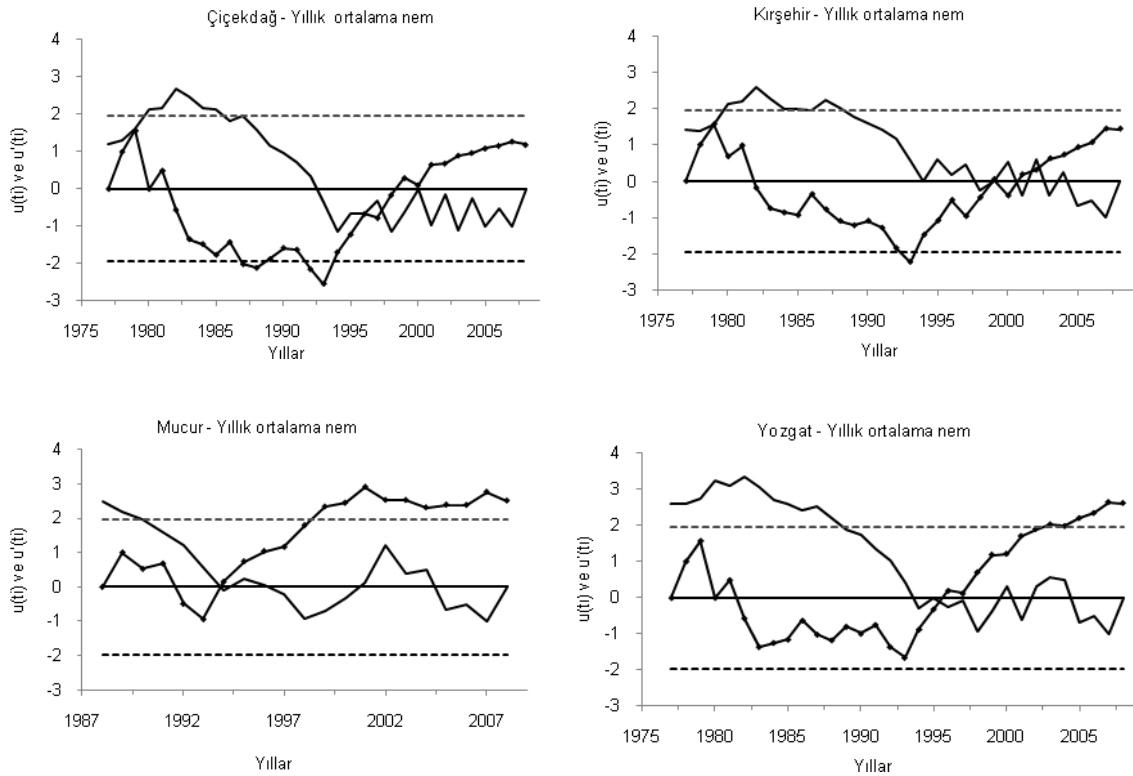 Çiçekdağ - Yıllık ortalama nem
4
3
2
1
0
-1
-2
-3
u(ti) ve u'(ti)
1975 1980 1985 1990 1995 2000 2005
Yıllar
Kırşehir - Yıllık ortalama nem
4
3
2
1
0
-1
-2
-3
u(ti) ve u'(ti)
1975 1980 1985 1990 1995 2000 2005
Yıllar
Mucur - Yıllık ortalama nem
4
3
2
1
0
-1
-2
-3
u(ti) ve u'(ti)
1987 1992 1997 2002 2007
Yıllar
Yozgat - Yıllık ortalama nem
4
3
2
1
0
-1
-2
-3
u(ti) ve u'(ti)
1975 1980 1985 1990 1995 2000 2005
Yıllar